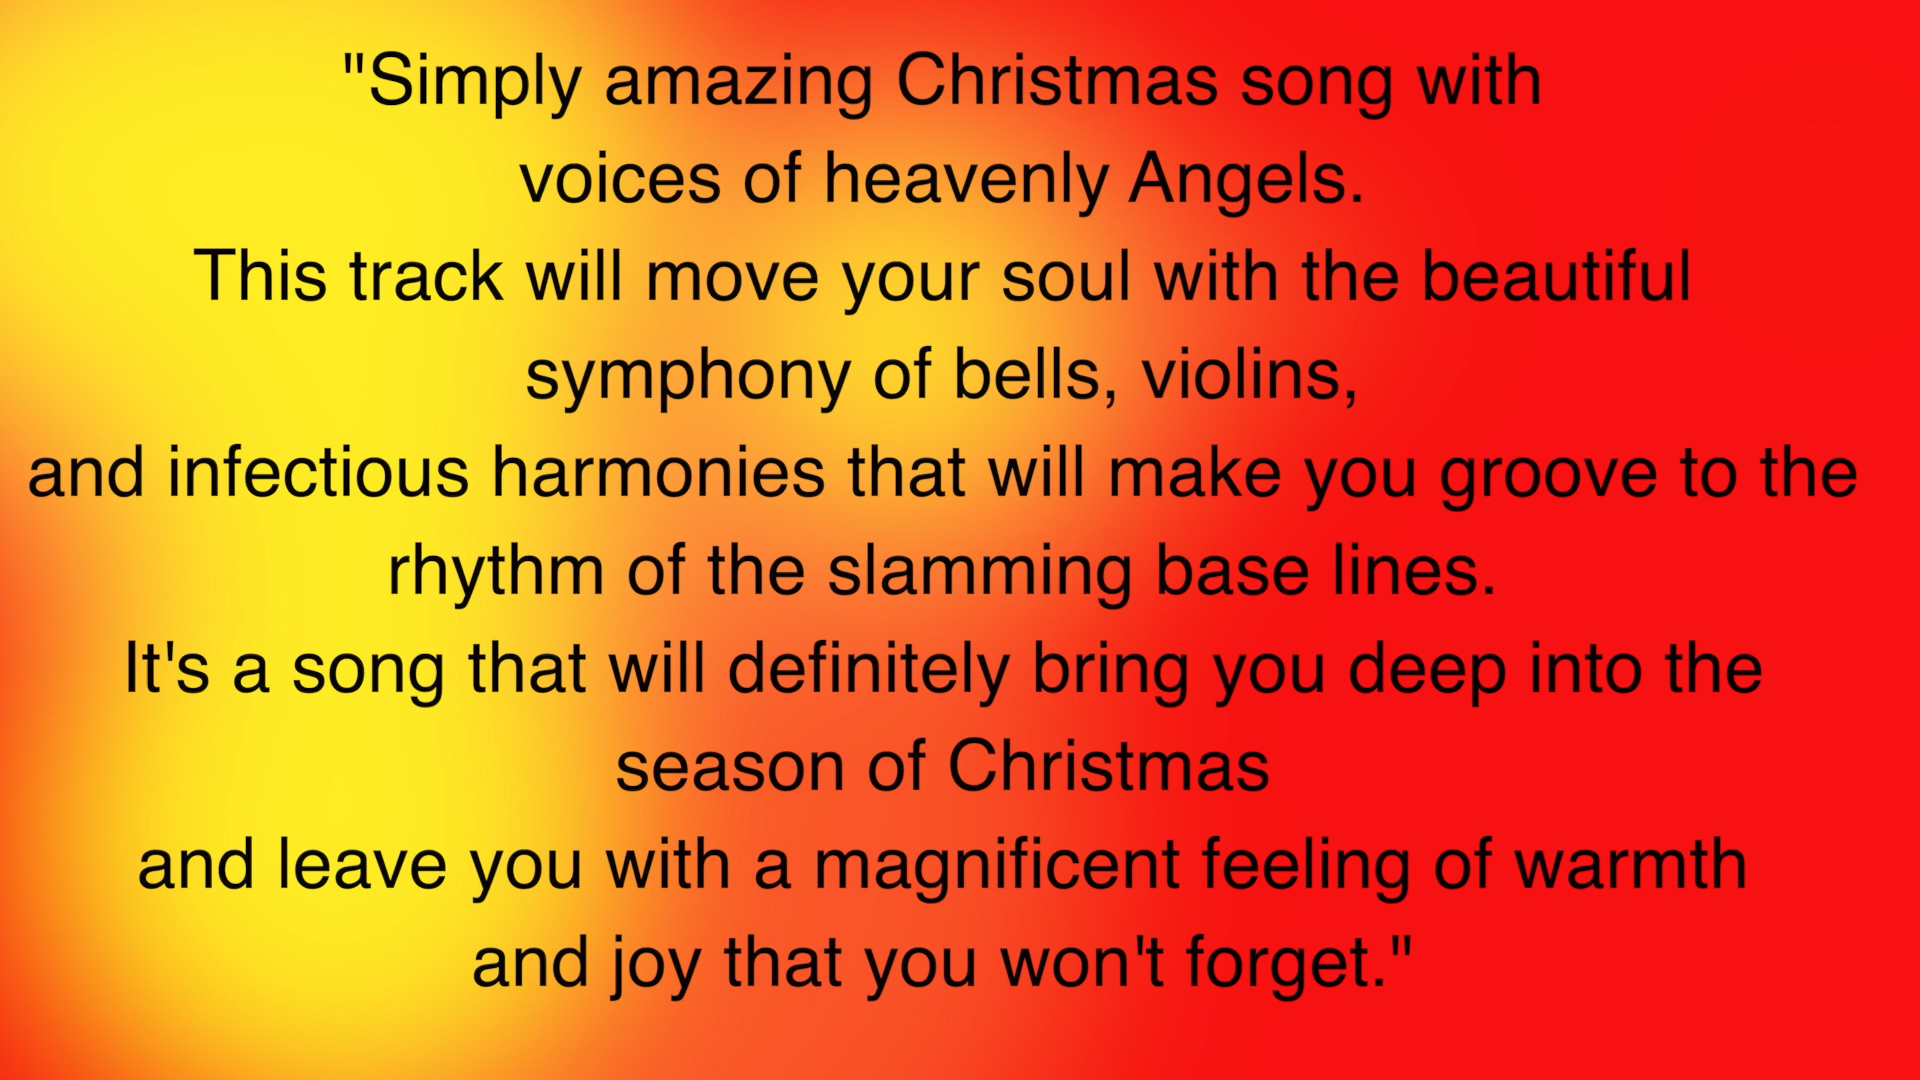 "Simply amazing Christmas song with
voices of heavenly Angels.
This track will move your soul with the beautiful
symphony of bells, violins,
and infectious harmonies that will make you groove to the
rhythm of the slamming base lines.
It's a song that will definitely bring you deep into the
season of Christmas
and leave you with a magnificent feeling of warmth
and joy that you won't forget."